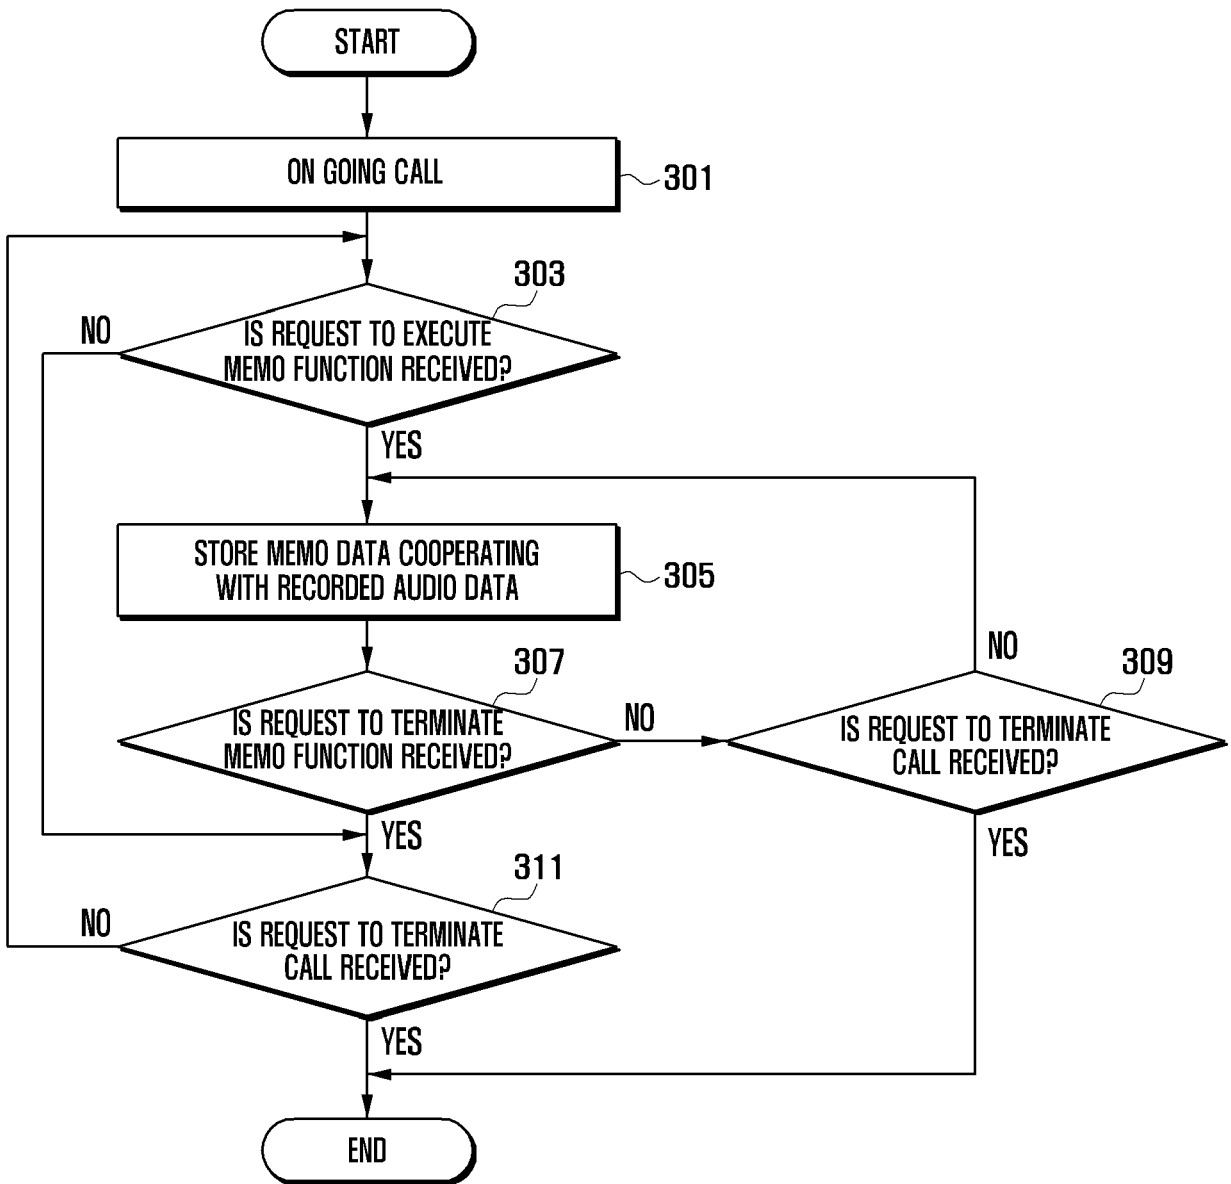 START
ON GOING CALL
301
303
NO
IS REQUEST TO EXECUTE
MEMO FUNCTION RECEIVED?
YES
STORE MEMO DATA COOPERATING
WITH RECORDED AUDIO DATA
305
307
NO
309
IS REQUEST TO TERMINATE
MEMO FUNCTION RECEIVED?
NO
IS REQUEST TO TERMINATE
CALL RECEIVED?
YES
YES
311
NO
IS REQUEST TO TERMINATE
CALL RECEIVED?
YES
END